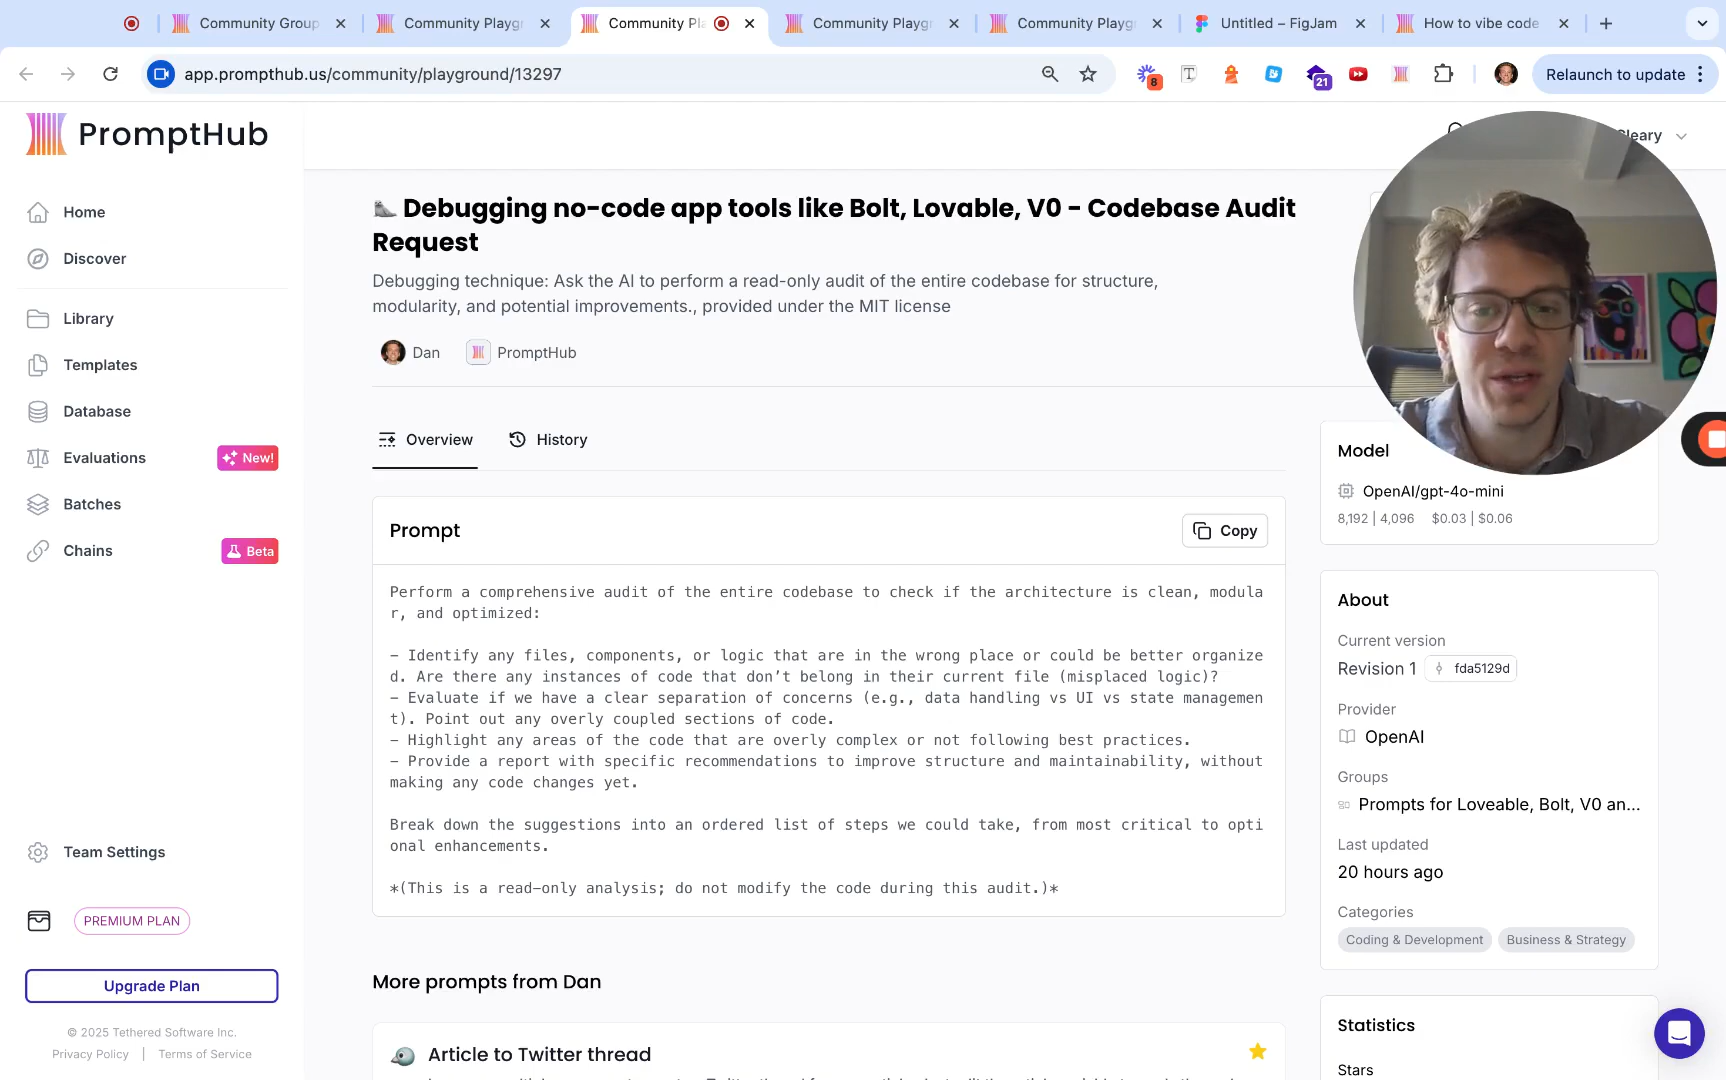 Community Group
Community Playgr
Community Pla
Community Playgr
Community Playg
Untitled – FigJam
How to vibe code
app.prompthub.us/community/playground/13297
8
21
Relaunch to update
PromptHub
Cleary
Home
Discover
Library
Templates
Database
Evaluations
New!
Batches
Chains
Beta
Team Settings
PREMIUM PLAN
Upgrade Plan
© 2025 Tethered Software Inc.
Privacy Policy | Terms of Service
Debugging no-code app tools like Bolt, Lovable, V0 - Codebase Audit
Request
Debugging technique: Ask the AI to perform a read-only audit of the entire codebase for structure,
modularity, and potential improvements., provided under the MIT license
Dan
PromptHub
Overview
History
Prompt
Copy
Perform a comprehensive audit of the entire codebase to check if the architecture is clean, modula
r, and optimized:
- Identify any files, components, or logic that are in the wrong place or could be better organize
d. Are there any instances of code that don’t belong in their current file (misplaced logic)?
- Evaluate if we have a clear separation of concerns (e.g., data handling vs UI vs state managemen
t). Point out any overly coupled sections of code.
- Highlight any areas of the code that are overly complex or not following best practices.
- Provide a report with specific recommendations to improve structure and maintainability, without
making any code changes yet.
Break down the suggestions into an ordered list of steps we could take, from most critical to opti
onal enhancements.
*(This is a read-only analysis; do not modify the code during this audit.)*
More prompts from Dan
Article to Twitter thread
Model
OpenAI/gpt-4o-mini
8,192 | 4,096 $0.03 | $0.06
About
Current version
Revision 1
fda5129d
Provider
OpenAI
Groups
Prompts for Loveable, Bolt, V0 an...
Last updated
20 hours ago
Categories
Coding & Development
Business & Strategy
Statistics
Stars